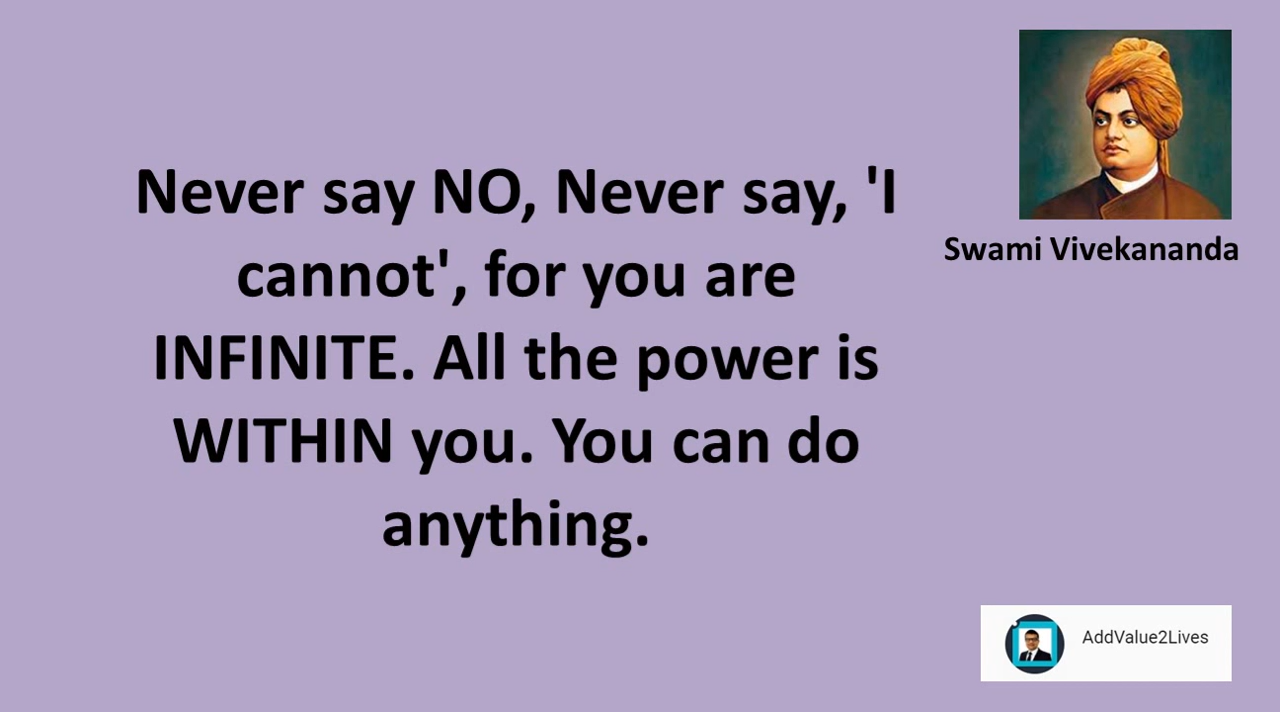 Never say NO, Never say, 'I
cannot', for you are
INFINITE. All the power is
WITHIN you. You can do
anything.
Swami Vivekananda
AddValue2Lives